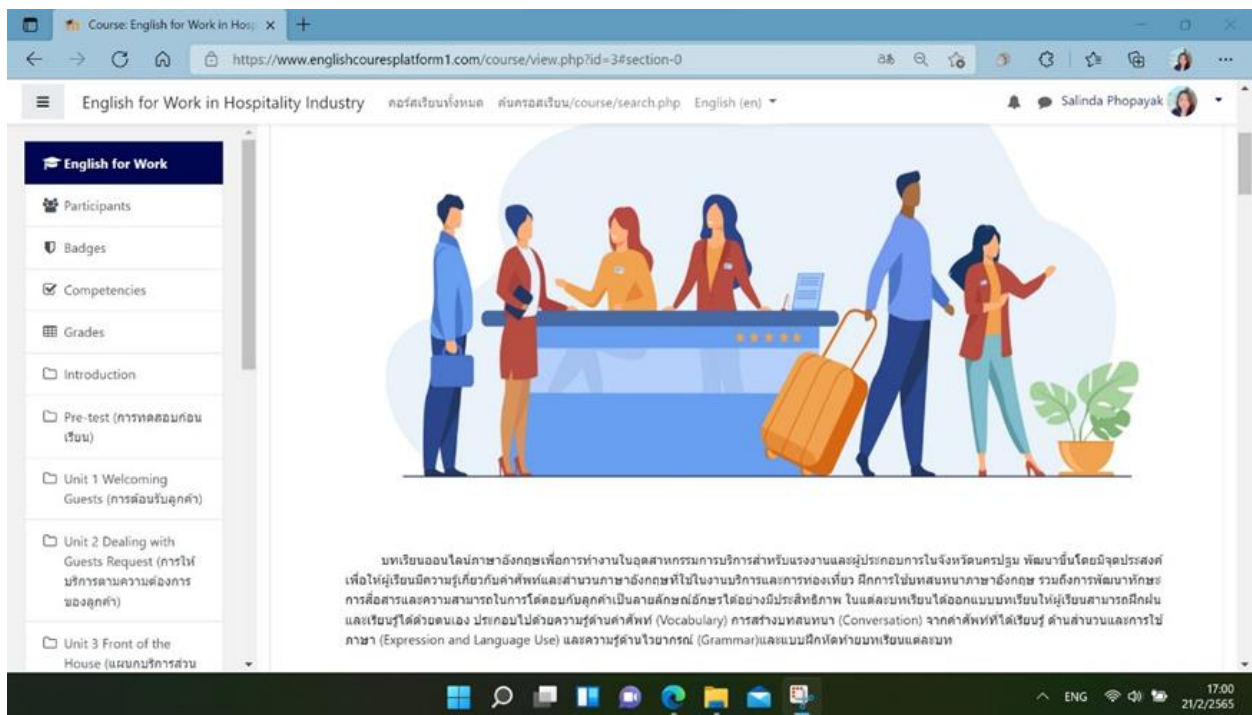 Course: English for Work in Hosp
https://www.englishcouresplatform1.com/course/view.php?id=3#section-0
English for Work in Hospitality Industry คอร์สเรียนทั้งหมด ค้นครอสเรียน/course/search.php English (en)
Salinda Phopayak
English for Work
Participants
Badges
Competencies
Grades
Introduction
Pre-test (การทดสอบก่อน
เรียน)
Unit 1 Welcoming
Guests (การต้อนรับลูกค้า)
Unit 2 Dealing with
Guests Request (การให้
บริการตามความต้องการ
ของลูกค้า)
Unit 3 Front of the
House (แผนกบริการส่วน
บทเรียนออนไลน์ภาษาอังกฤษเพื่อการทำงานในอุตสาหกรรมการบริการสำหรับแรงงานและผู้ประกอบการในจังหวัดนครปฐม พัฒนาขึ้นโดยมีจุดประสงค์
เพื่อให้ผู้เรียนมีความรู้เกี่ยวกับคำศัพท์และสำนวนภาษาอังกฤษที่ใช้ในงานบริการและการท่องเที่ยว ฝึกการใช้บทสนทนาภาษาอังกฤษ รวมถึงการพัฒนาทักษะ
การสื่อสารและความสามารถในการโต้ตอบกับลูกค้าเป็นลายลักษณ์อักษรได้อย่างมีประสิทธิภาพ ในแต่ละบทเรียนได้ออกแบบบทเรียนให้ผู้เรียนสามารถฝึกฝน
และเรียนรู้ได้ด้วยตนเอง ประกอบไปด้วยความรู้ด้านคำศัพท์ (Vocabulary) การสร้างบทสนทนา (Conversation) จากคำศัพท์ที่ได้เรียนรู้ ด้านสำนวนและการใช้
ภาษา (Expression and Language Use) และความรู้ด้านไวยากรณ์ (Grammar)และแบบฝึกหัดท้ายบทเรียนแต่ละบท
ENG
17:00
21/2/2565